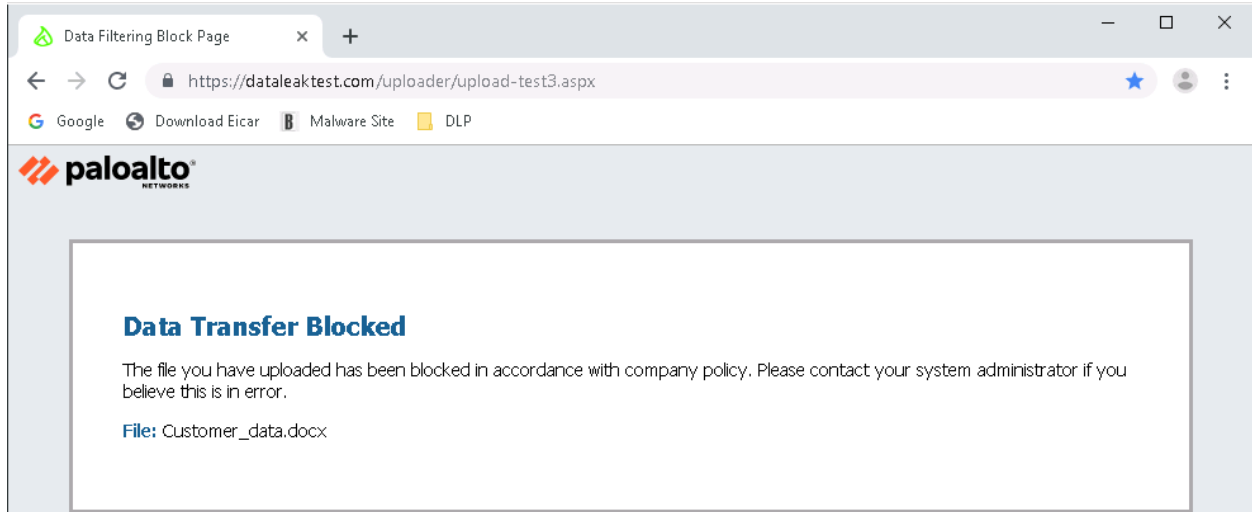 Data Filtering Block Page
https://dataleaktest.com/uploader/upload-test3.aspx
Google Download Eicar B Malware Site DLP
paloalto®
NETWORKS
Data Transfer Blocked
The file you have uploaded has been blocked in accordance with company policy. Please contact your system administrator if you
believe this is in error.
File: Customer_data.docx